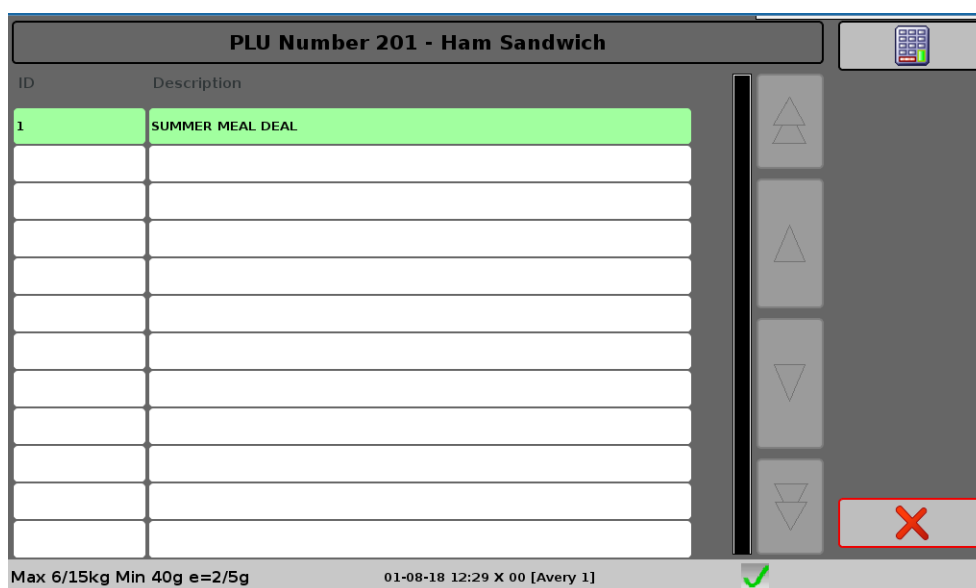 PLU Number 201 - Ham Sandwich
ID Description
1 SUMMER MEAL DEAL
Max 6/15kg Min 40g e=2/5g 01-08-18 12:29 X 00 [Avery 1]